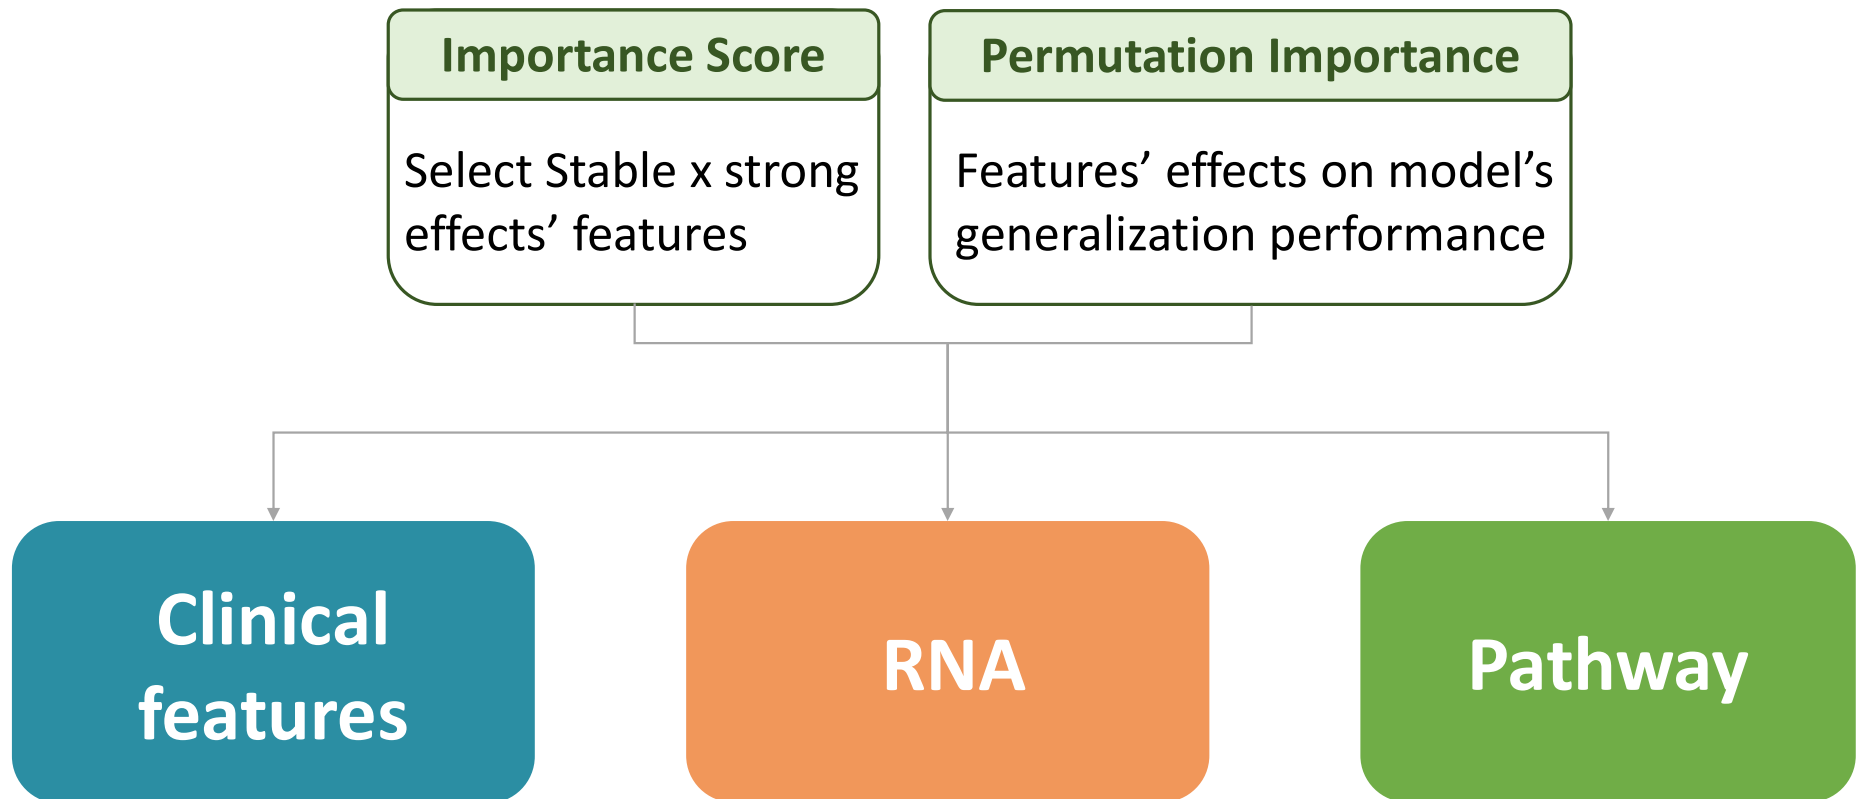 Importance Score
Select Stable x strong
effects’ features
Permutation Importance
Features’ effects on model’s
generalization performance
Clinical
features
RNA
Pathway